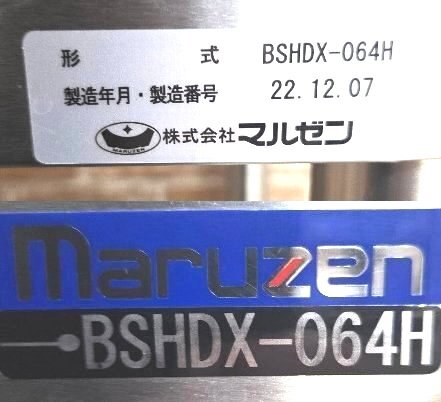 形 式 BSHDX-064H
製造年月・製造番号 22.12.07
MARUZEN 株式会社マルゼン
maruzen
BSHDX-064H